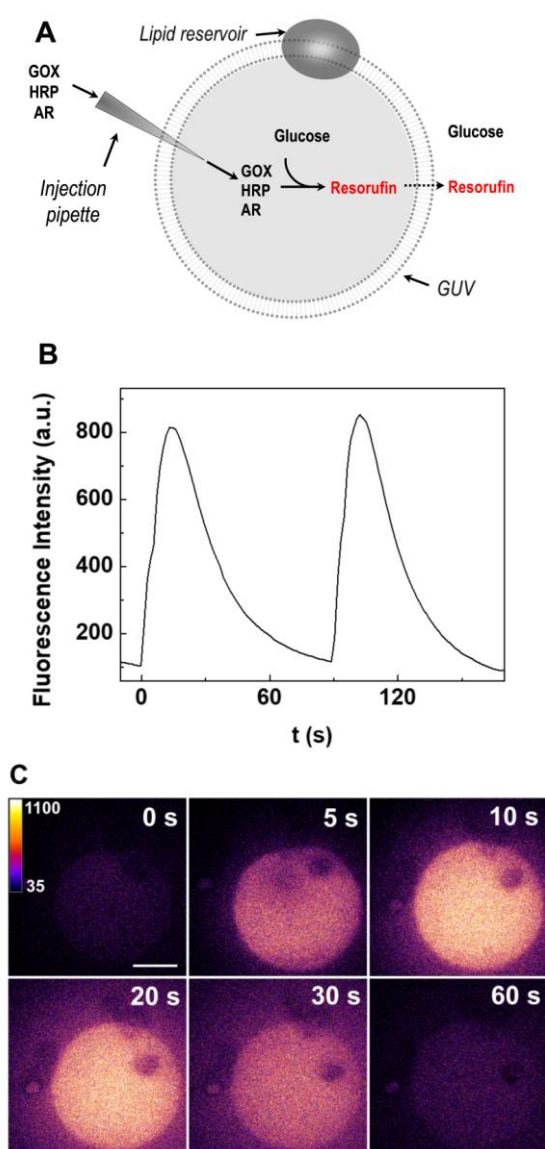 A
Lipid reservoir
GOX
HRP
AR
Glucose
Glucose
GOX
HRP
AR
Resorufin
Resorufin
Injection
pipette
GUV
B
Fluorescence Intensity (a.u.)
800
600
400
200
0
60
120
t (s)
C
1100
35
0 s
5 s
10 s
20 s
30 s
60 s